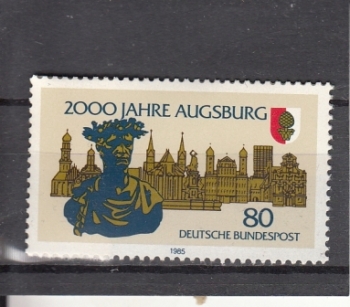 2000 JAHRE AUGSBURG
80
DEUTSCHE BUNDESPOST
1985